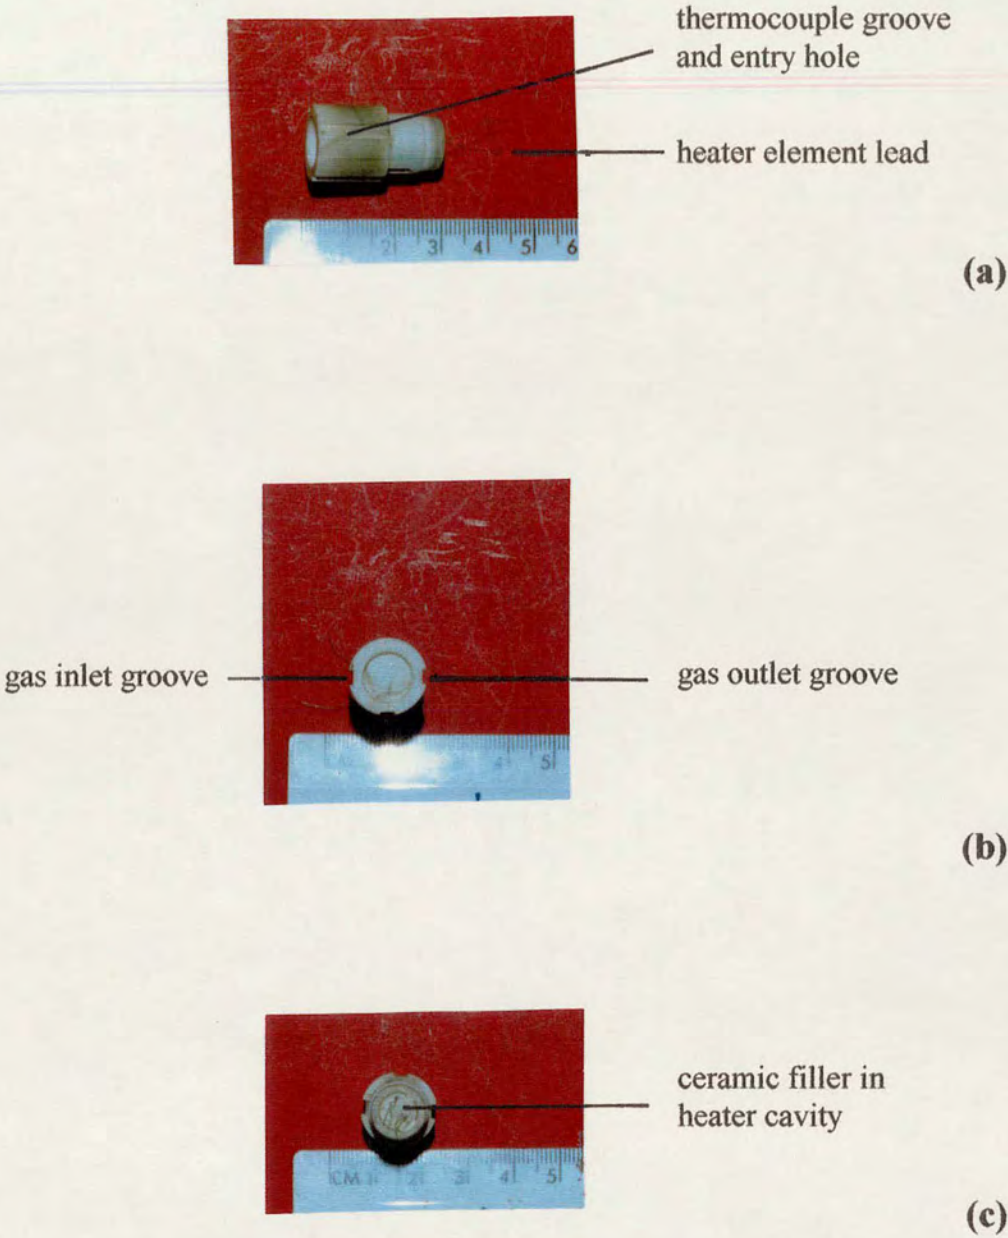 thermocouple groove
and entry hole
heater element lead
2 3 4 5 6
(a)
gas inlet groove
gas outlet groove
4 5
(b)
ceramic filler in
heater cavity
CM 1 2 3 4 5
(c)